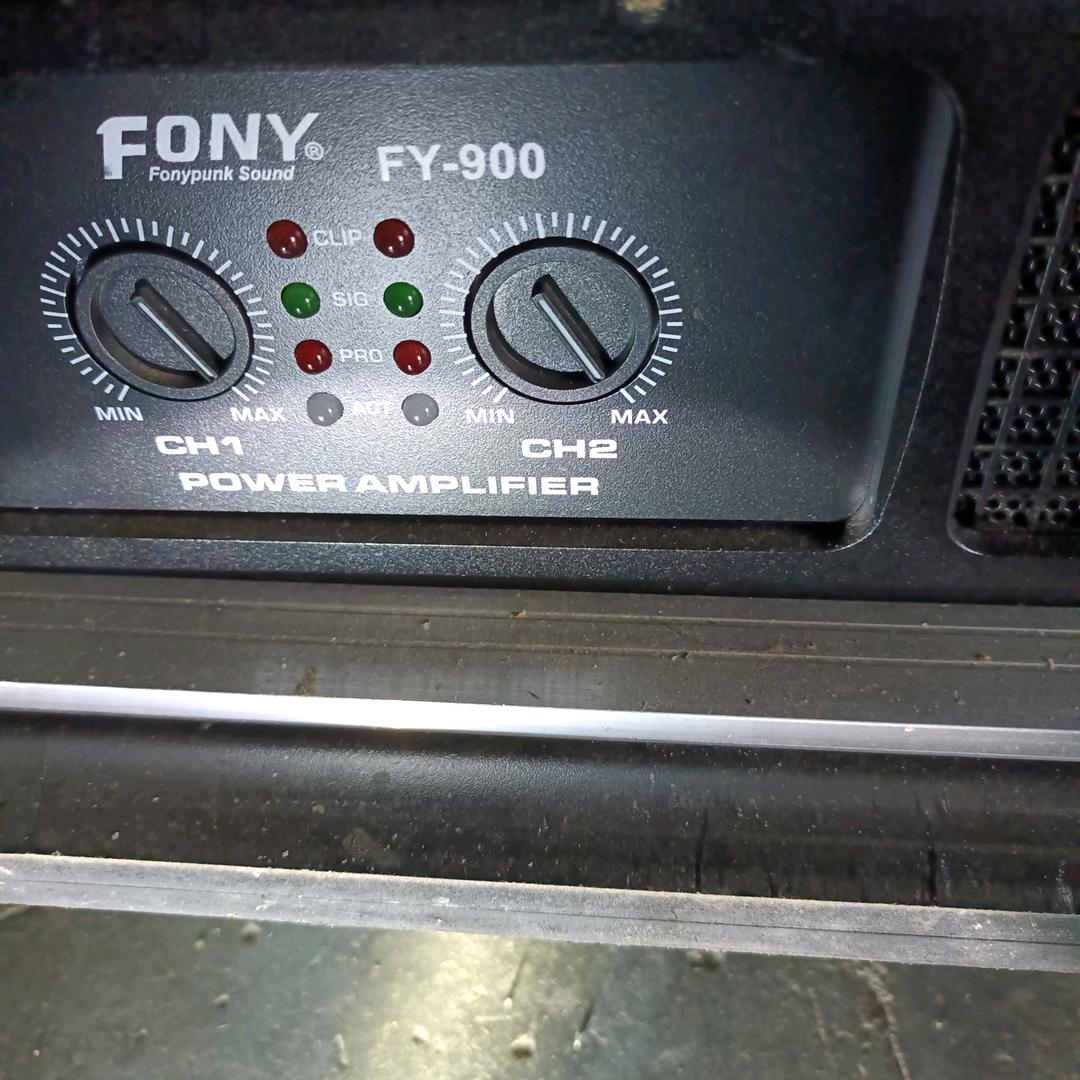 FONY®
Fonypunk Sound
FY-900
CLIP
SIG
PRO
ACT
MIN MAX
MIN MAX
CH1
CH2
POWER AMPLIFIER